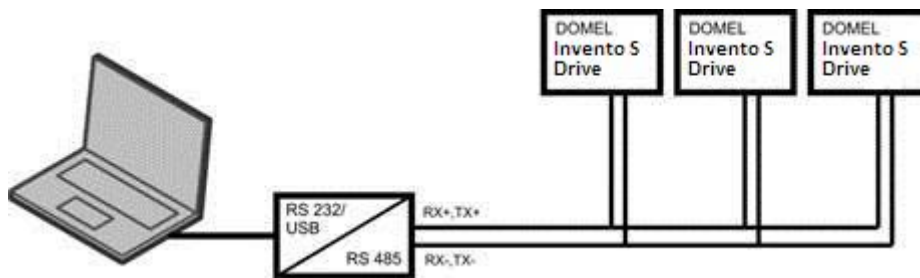 DOMEL
Invento S
Drive
DOMEL
Invento S
Drive
DOMEL
Invento S
Drive
RS 232/
USB
RS 485
RX+,TX+
RX-,TX-